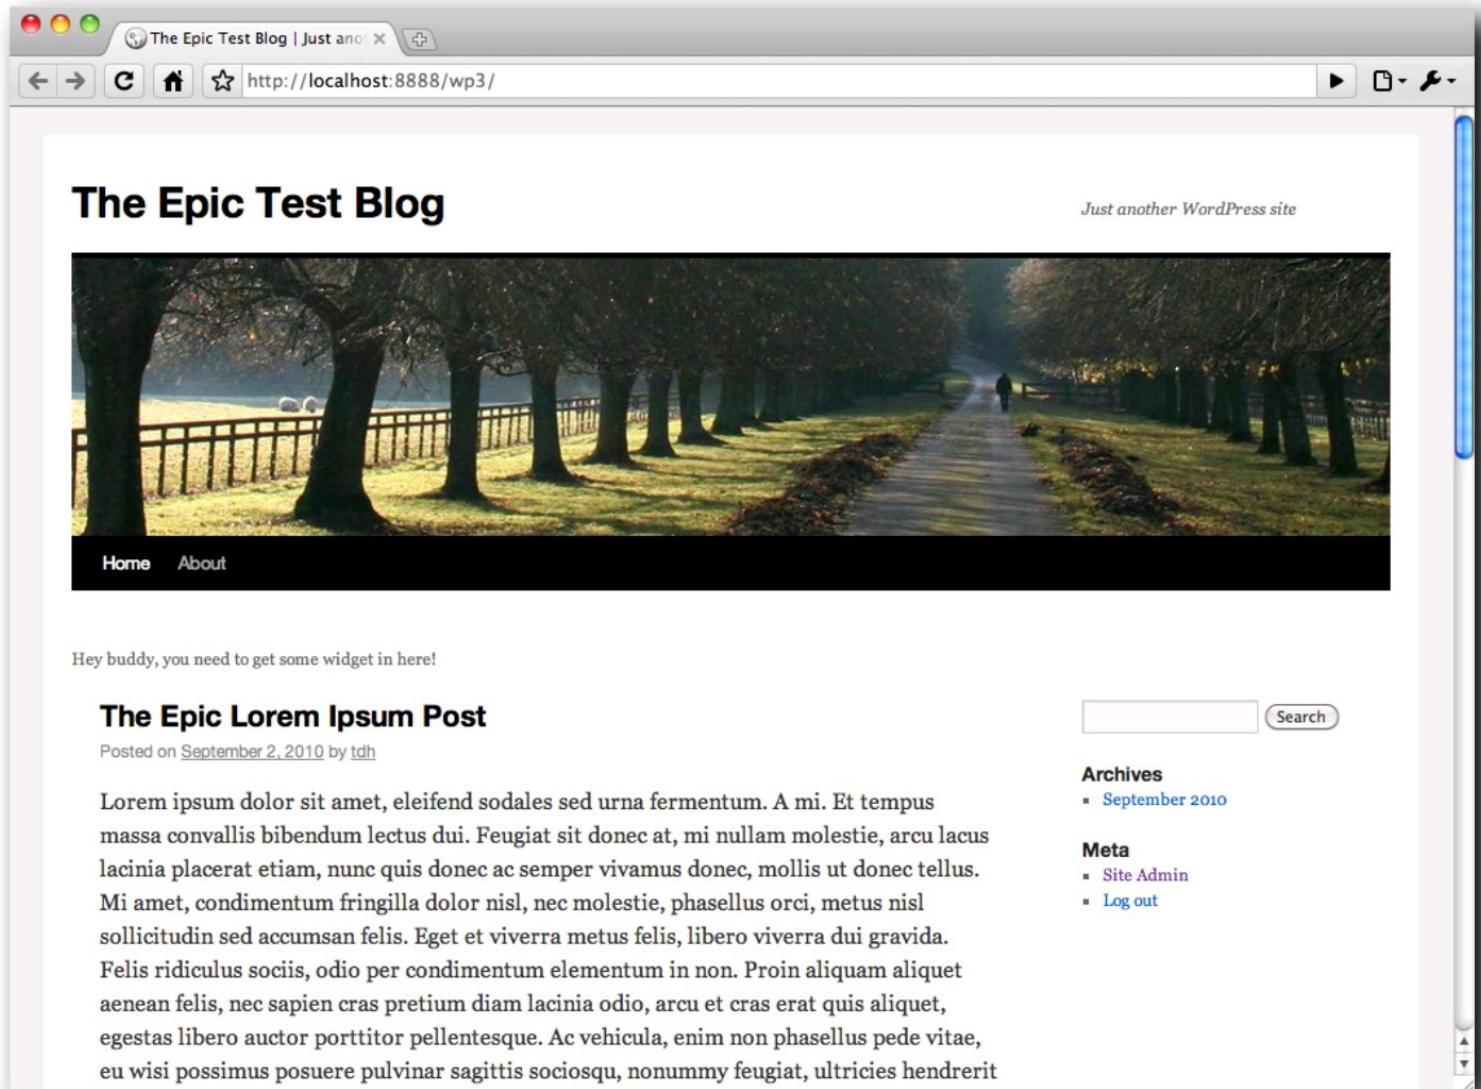 The Epic Test Blog | Just anot
http://localhost:8888/wp3/
The Epic Test Blog
Just another WordPress site
Home About
Hey buddy, you need to get some widget in here!
The Epic Lorem Ipsum Post
Posted on September 2, 2010 by tdh
Lorem ipsum dolor sit amet, eleifend sodales sed urna fermentum. A mi. Et tempus
massa convallis bibendum lectus dui. Feugiat sit donec at, mi nullam molestie, arcu lacus
lacinia placerat etiam, nunc quis donec ac semper vivamus donec, mollis ut donec tellus.
Mi amet, condimentum fringilla dolor nisl, nec molestie, phasellus orci, metus nisl
sollicitudin sed accumsan felis. Eget et viverra metus felis, libero viverra dui gravida.
Felis ridiculus sociis, odio per condimentum elementum in non. Proin aliquam aliquet
aenean felis, nec sapien cras pretium diam lacinia odio, arcu et cras erat quis aliquet,
egestas libero auctor porttitor pellentesque. Ac vehicula, enim non phasellus pede vitae,
eu wisi possimus posuere pulvinar sagittis sociosqu, nonummy feugiat, ultricies hendrerit
Search
Archives
September 2010
Meta
Site Admin
Log out